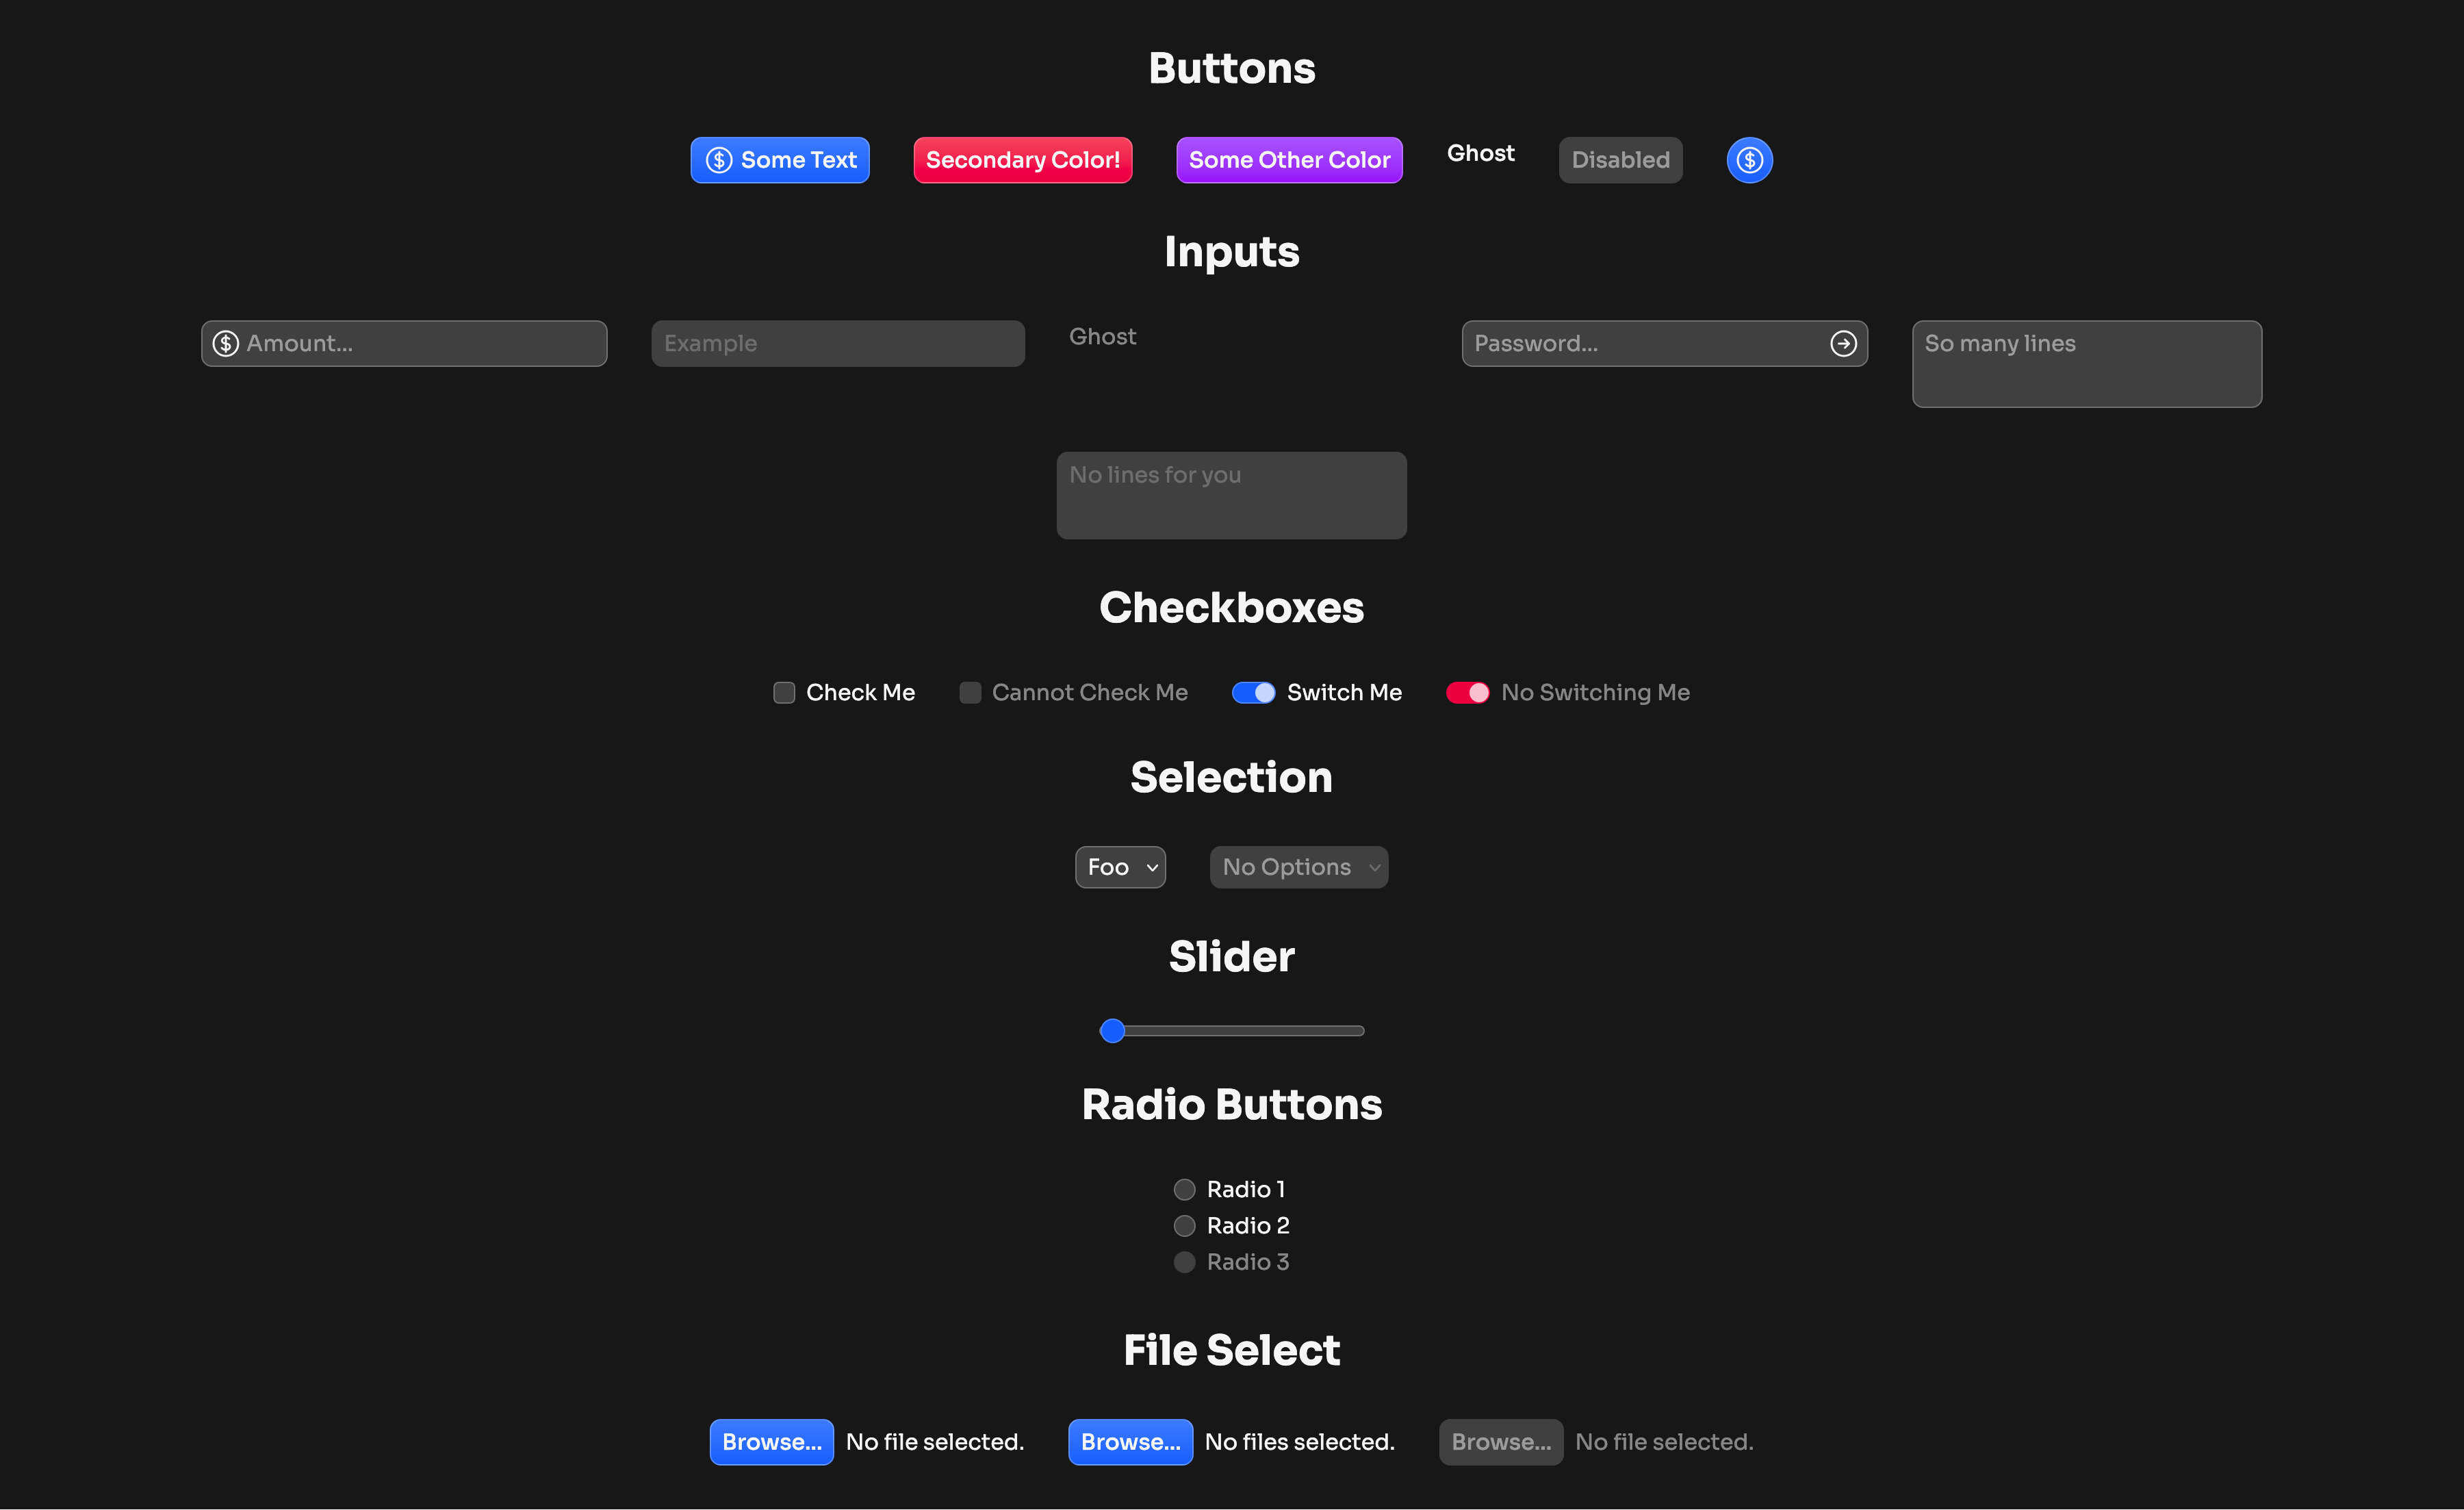 Buttons
$ Some Text
Secondary Color!
Some Other Color
Ghost
Disabled
$
Inputs
$ Amount...
Example
Ghost
Password...
So many lines
No lines for you
Checkboxes
Check Me
Cannot Check Me
Switch Me
No Switching Me
Selection
Foo
No Options
Slider
Radio Buttons
Radio 1
Radio 2
Radio 3
File Select
Browse... No file selected.
Browse... No files selected.
Browse... No file selected.